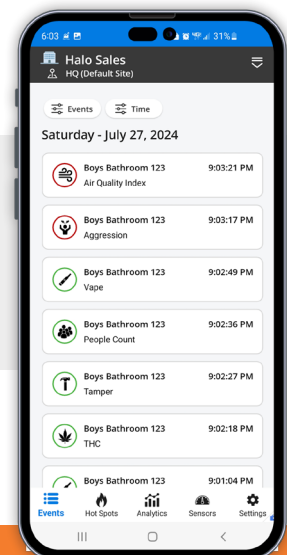 6:03 31%
Halo Sales
HQ (Default Site)
Events Time
Saturday - July 27, 2024
Boys Bathroom 123 9:03:21 PM
Air Quality Index
Boys Bathroom 123 9:03:17 PM
Aggression
Boys Bathroom 123 9:02:49 PM
Vape
Boys Bathroom 123 9:02:36 PM
People Count
Boys Bathroom 123 9:02:27 PM
Tamper
Boys Bathroom 123 9:02:18 PM
THC
Boys Bathroom 123 9:01:04 PM
Events Hot Spots Analytics Sensors Settings